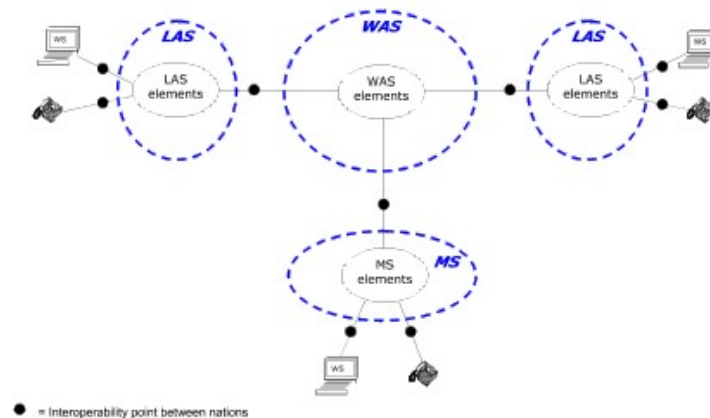 LAS
WAS
LAS
WS
LAS
elements
WAS
elements
LAS
elements
WS
MS
elements
MS
WS
= Interoperability point between nations